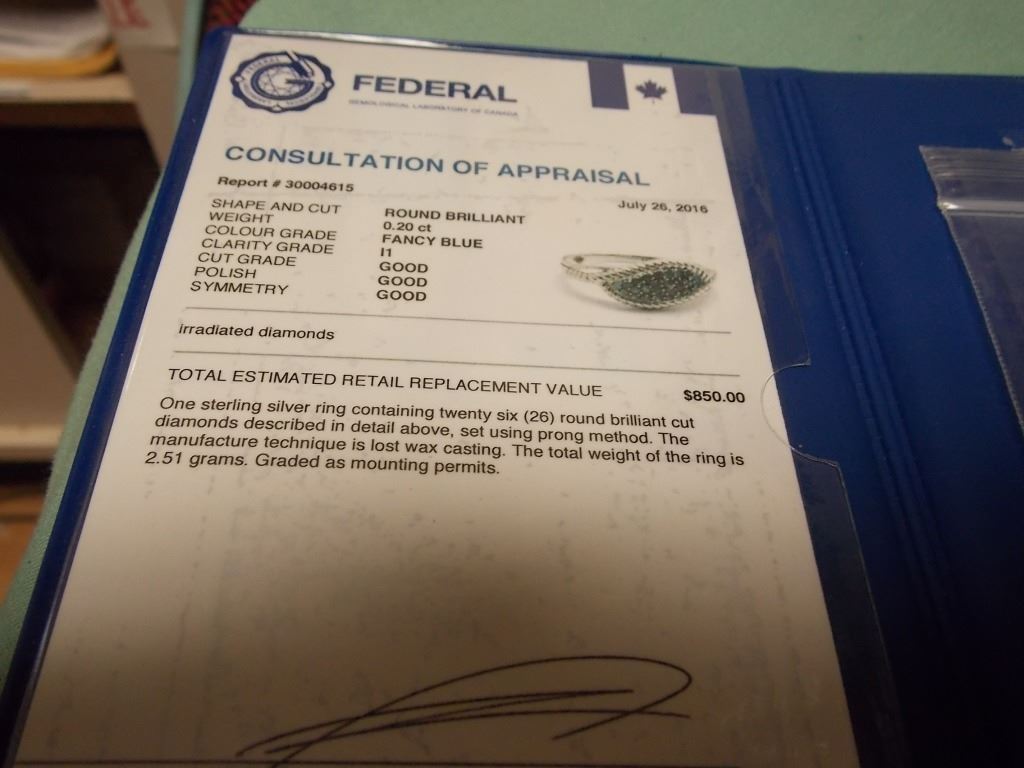 FEDERAL
GEMOLOGICAL LABORATORY OF CANADA
CONSULTATION OF APPRAISAL
Report # 30004615
July 26, 2016
SHAPE AND CUT ROUND BRILLIANT
WEIGHT 0.20 ct
COLOUR GRADE FANCY BLUE
CLARITY GRADE I1
CUT GRADE GOOD
POLISH GOOD
SYMMETRY GOOD
irradiated diamonds
TOTAL ESTIMATED RETAIL REPLACEMENT VALUE $850.00
One sterling silver ring containing twenty six (26) round brilliant cut
diamonds described in detail above, set using prong method. The
manufacture technique is lost wax casting. The total weight of the ring is
2.51 grams. Graded as mounting permits.